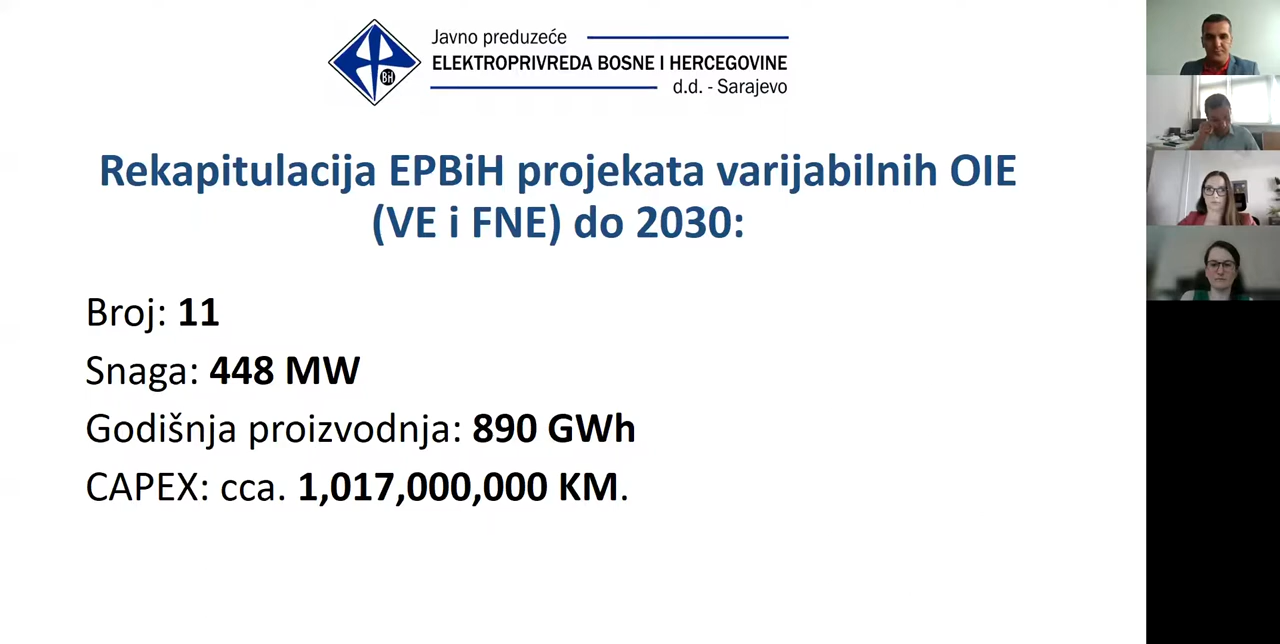 Javno preduzeće
ELEKTROPRIVREDA BOSNE I HERCEGOVINE
d.d. - Sarajevo
BiH
Rekapitulacija EPBiH projekata varijabilnih OIE
(VE i FNE) do 2030:
Broj: 11
Snaga: 448 MW
Godišnja proizvodnja: 890 GWh
CAPEX: cca. 1,017,000,000 KM.